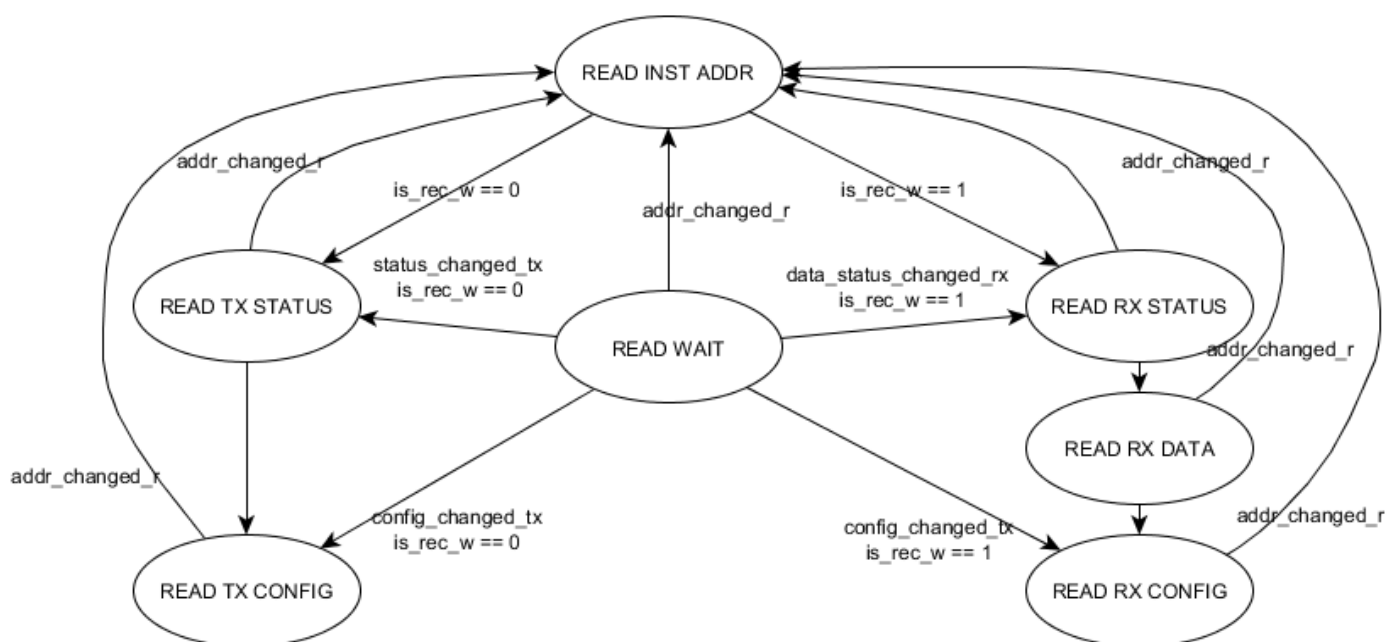 READ INST ADDR
addr_changed_r
addr_changed_r
is_rec_w == 0
is_rec_w == 1
addr_changed_r
status_changed_tx
is_rec_w == 0
data_status_changed_rx
is_rec_w == 1
READ TX STATUS
READ RX STATUS
READ WAIT
addr_changed_r
READ RX DATA
addr_changed_r
config_changed_tx
is_rec_w == 0
config_changed_tx
is_rec_w == 1
addr_changed_r
READ TX CONFIG
READ RX CONFIG